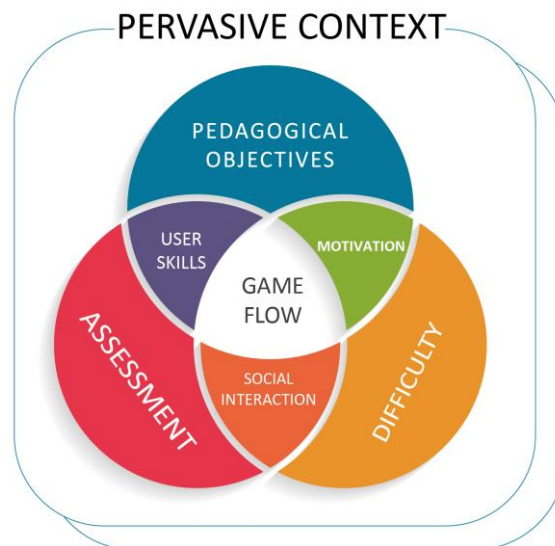 PERVASIVE CONTEXT
PEDAGOGICAL
OBJECTIVES
USER
SKILLS
MOTIVATION
GAME
FLOW
ASSESSMENT
SOCIAL
INTERACTION
DIFFICULTY